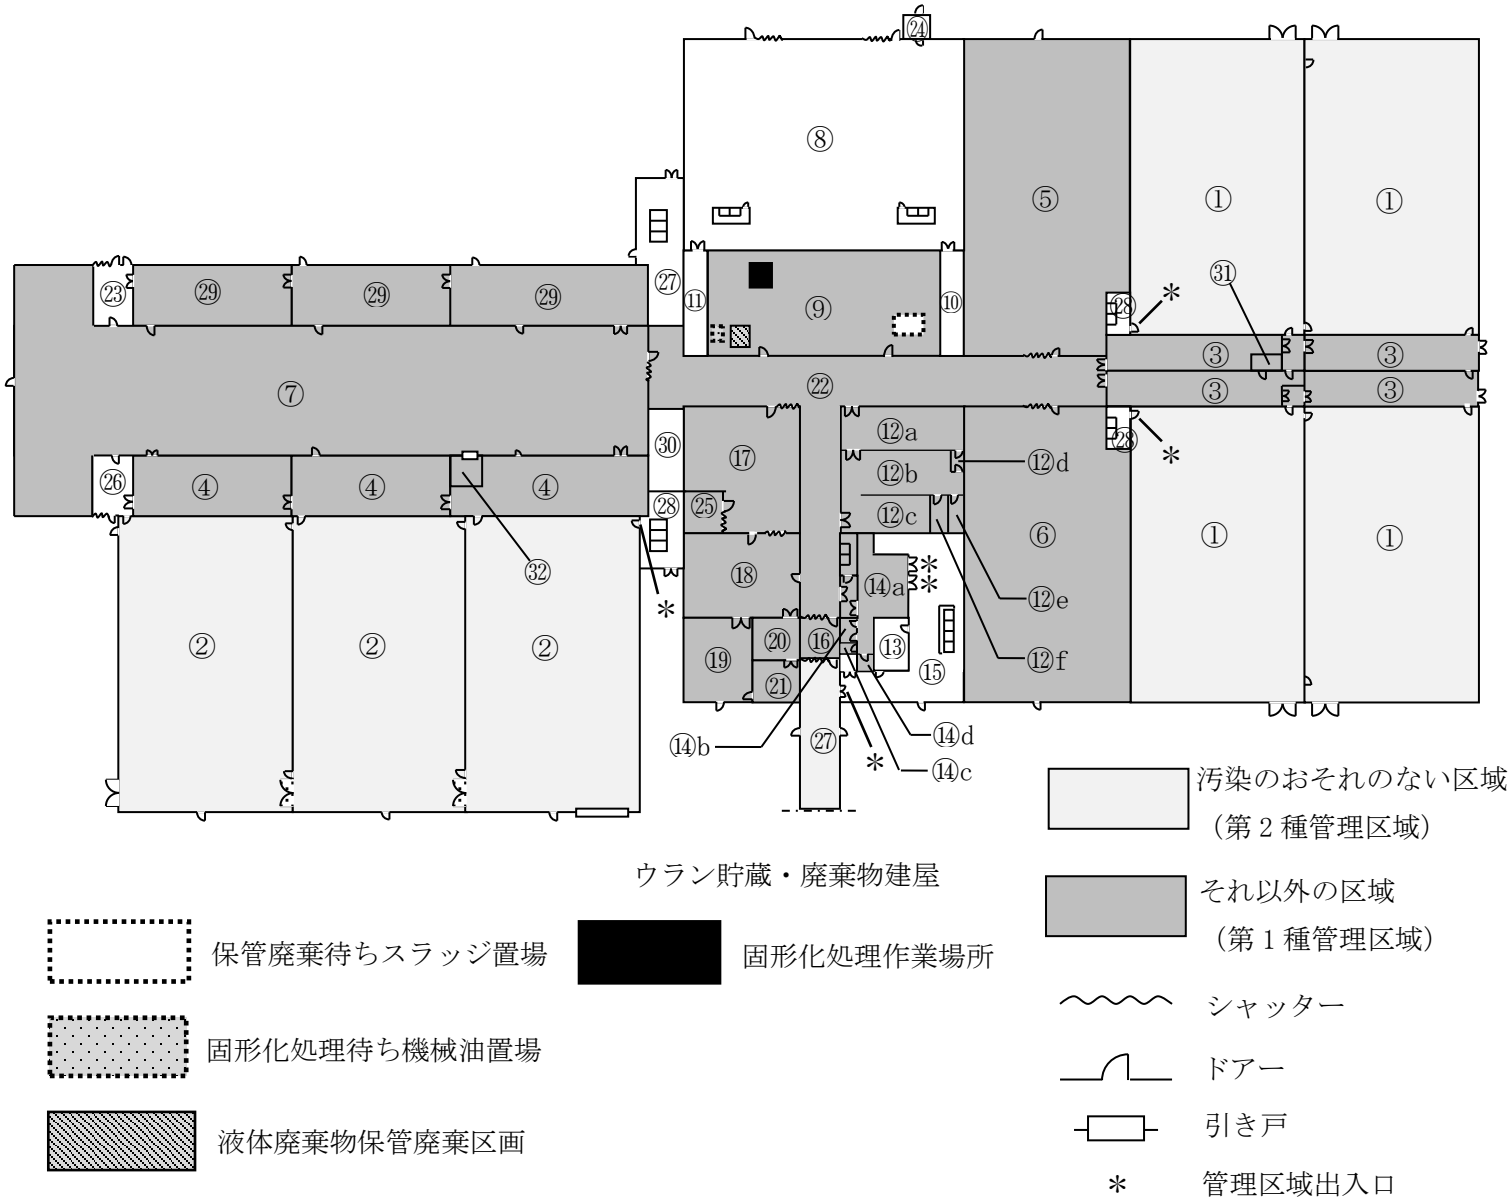 ㉔
⑧
⑤
①
①
㉓
㉙
㉙
㉙
㉗
⑪
⑨
⑩
㉘
*
㉛
③
③
⑦
㉒
③
③
㉖
④
④
④
㉚
⑰
⑫a
⑫b
⑫d
㉘
*
㉘
㉕
⑫c
⑥
①
①
㉜
*
⑱
⑭a
*
*
⑫e
②
②
②
⑲
⑳
⑯
⑬
⑮
⑫f
㉑
⑭b
㉗
*
⑭d
⑭c
汚染のおそれのない区域
（第２種管理区域）
ウラン貯蔵・廃棄物建屋
それ以外の区域
（第１種管理区域）
保管廃棄待ちスラッジ置場
固形化処理作業場所
シャッター
固形化処理待ち機械油置場
ドアー
引き戸
液体廃棄物保管廃棄区画
* 管理区域出入口